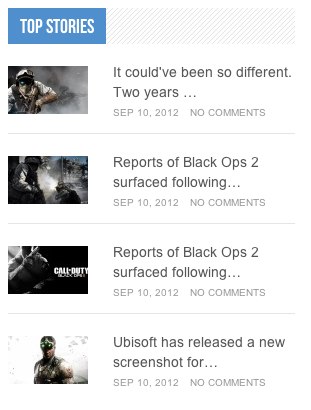 TOP STORIES
It could've been so different.
Two years …
SEP 10, 2012 NO COMMENTS
Reports of Black Ops 2
surfaced following…
SEP 10, 2012 NO COMMENTS
CALL·DUTY
BLACK OPS
Reports of Black Ops 2
surfaced following…
SEP 10, 2012 NO COMMENTS
Ubisoft has released a new
screenshot for…
SEP 10, 2012 NO COMMENTS